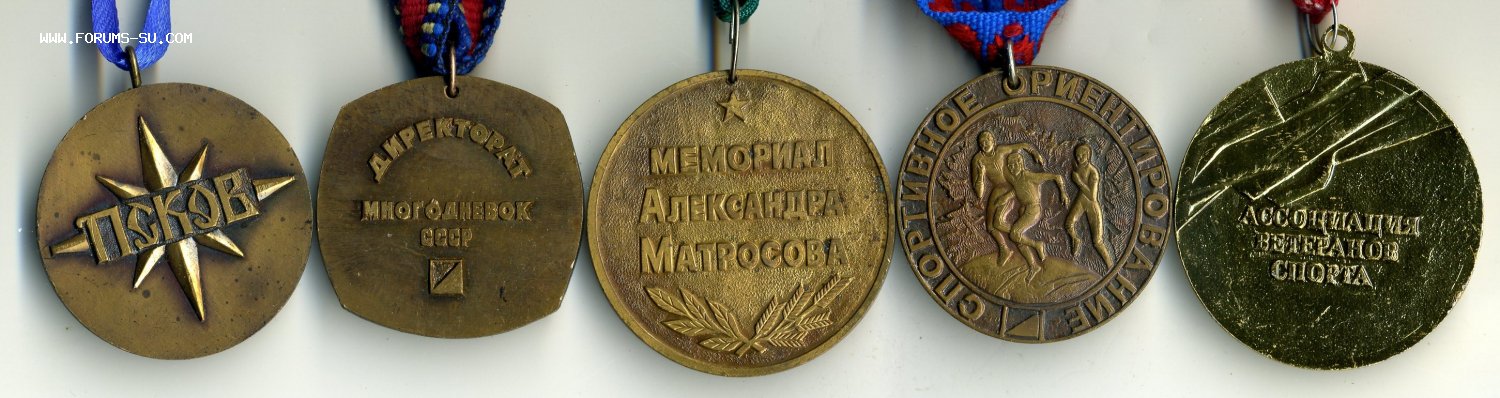 WWW.FORUMS-SU.COM
ПСКОВ
ДИРЕКТОРАТ
МНОГОДНЕВОК
СССР
МЕМОРИАЛ
АЛЕКСАНДРА
МАТРОСОВА
СПОРТИВНОЕ ОРИЕНТИРОВАНИЕ
АССОЦИАЦИЯ
ВЕТЕРАНОВ
СПОРТА